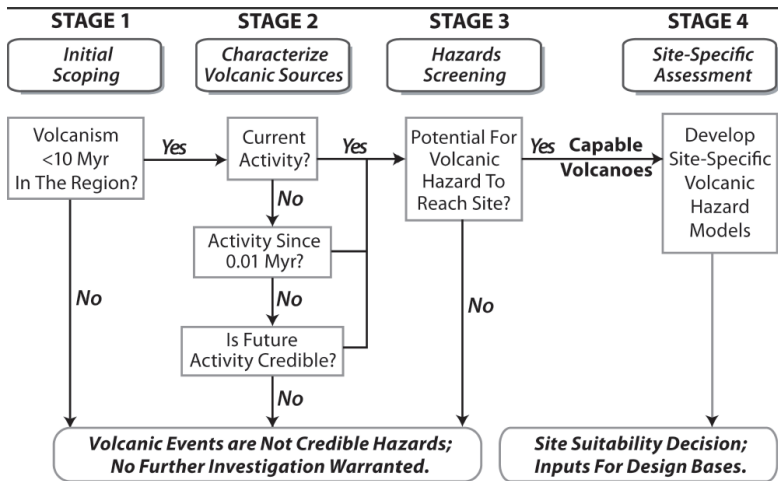 STAGE 1
STAGE 2
STAGE 3
STAGE 4
Initial
Scoping
Characterize
Volcanic Sources
Hazards
Screening
Site-Specific
Assessment
Volcanism
<10 Myr
In The Region?
Yes
Current
Activity?
Yes
Potential For
Volcanic
Hazard To
Reach Site?
Yes
Capable
Volcanoes
Develop
Site-Specific
Volcanic
Hazard
Models
No
Activity Since
0.01 Myr?
No
No
No
Is Future
Activity Credible?
No
Volcanic Events are Not Credible Hazards;
No Further Investigation Warranted.
Site Suitability Decision;
Inputs For Design Bases.